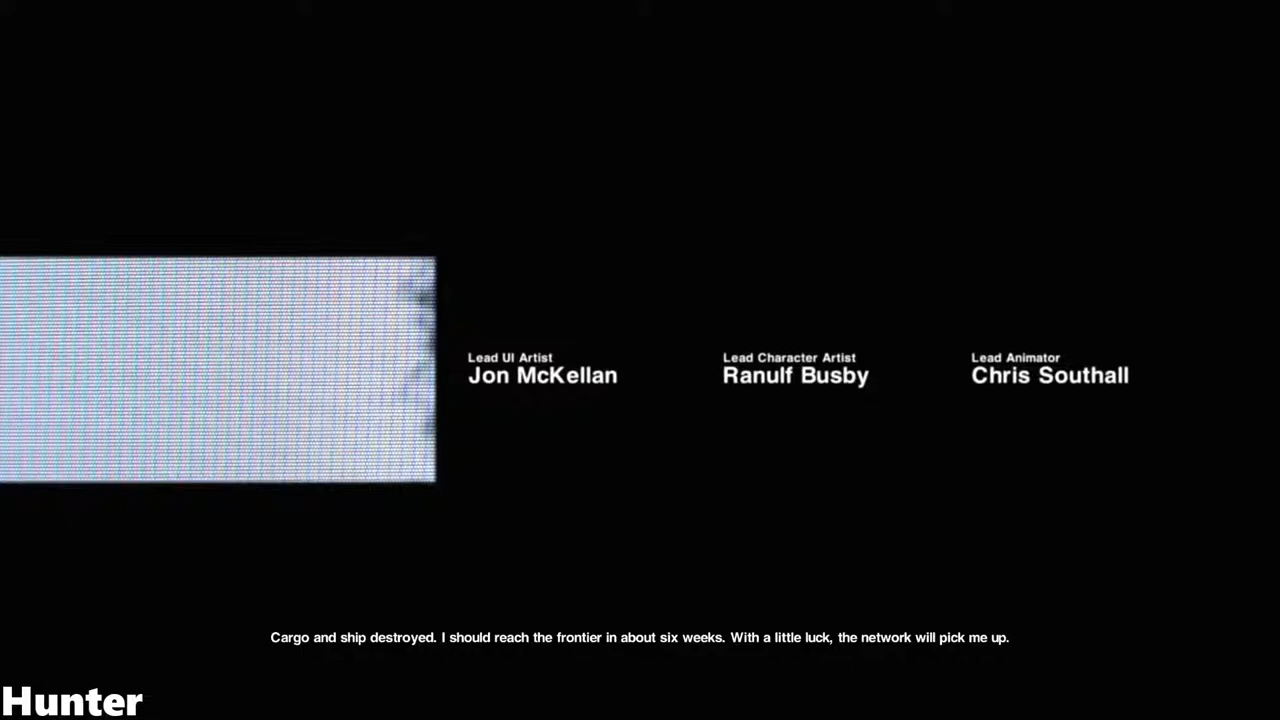 Lead UI Artist
Jon McKellan
Lead Character Artist
Ranulf Busby
Lead Animator
Chris Southall
Cargo and ship destroyed. I should reach the frontier in about six weeks. With a little luck, the network will pick me up.
Hunter